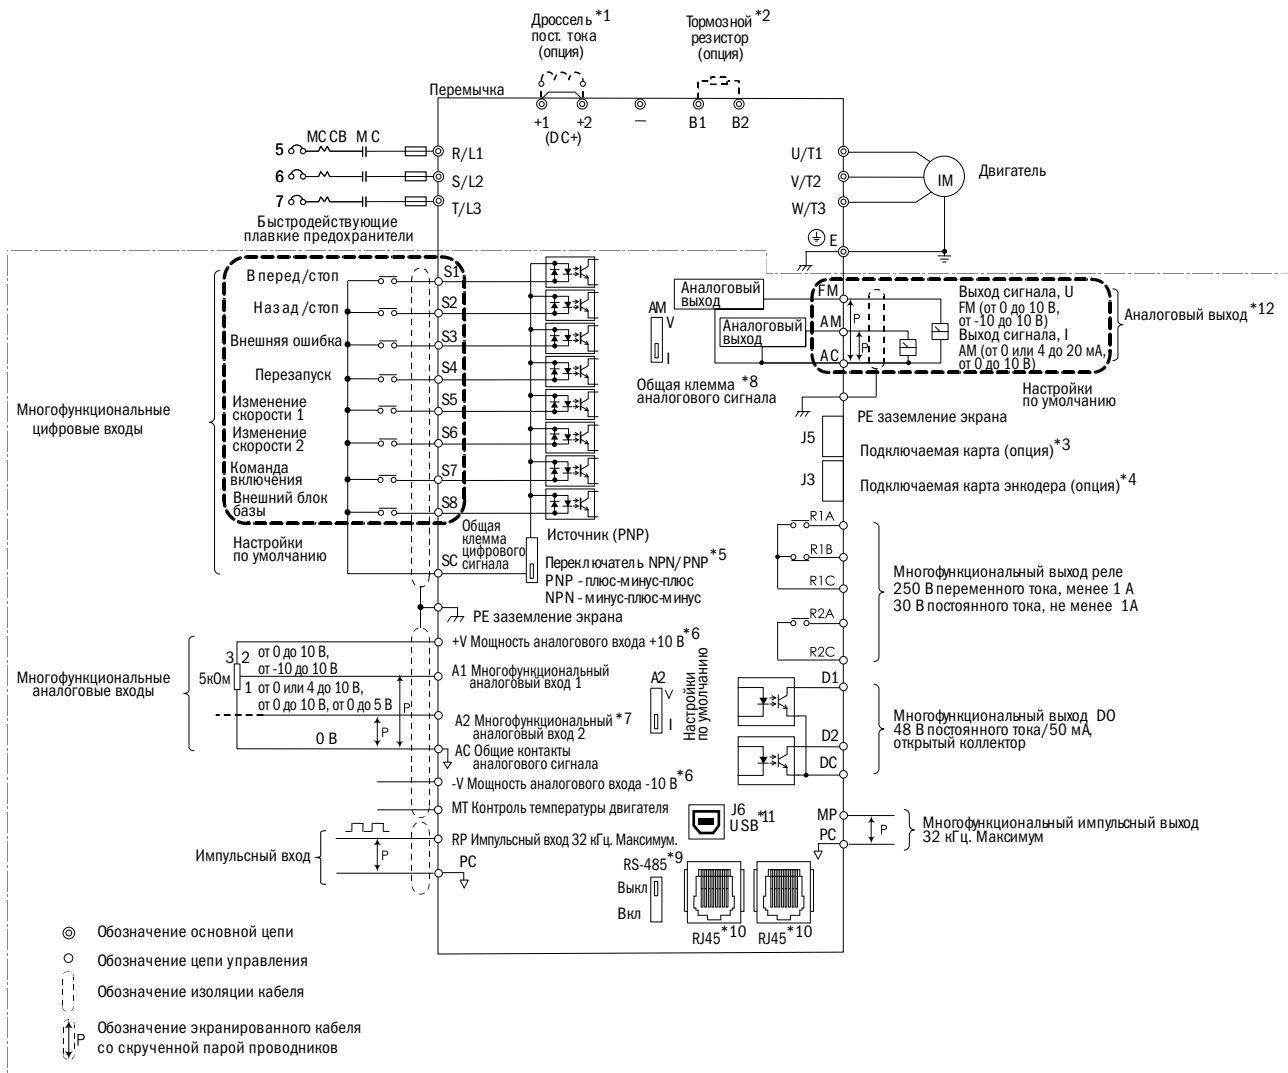 Дроссель *1
пост. тока
(опция)
Тормозной *2
резистор
(опция)
Перемычка
+1
+2
—
B1
B2
(DC+)
MCCB
MC
5
R/L1
6
S/L2
7
T/L3
Быстродействующие
плавкие предохранители
U/T1
V/T2
W/T3
IM
Двигатель
E
Многофункциональные
цифровые входы
Вперед/стоп
S1
Назад/стоп
S2
Внешняя ошибка
S3
Перезапуск
S4
Изменение
скорости 1
S5
Изменение
скорости 2
S6
Команда
включения
S7
Внешний блок
базы
S8
Настройки
по умолчанию
Общая
клемма
цифрового
сигнала
SC
Источник (PNP)
Переключатель NPN/PNP *5
PNP - плюс-минус-плюс
NPN - минус-плюс-минус
PE заземление экрана
Аналоговый
выход
FM
AM
V
I
Аналоговый
выход
AM
AC
P
P
Общая клемма *8
аналогового сигнала
Выход сигнала, U
FM (от 0 до 10 В,
от -10 до 10 В)
Выход сигнала, I
AM (от 0 или 4 до 20 мА,
от 0 до 10 В)
Аналоговый выход *12
Настройки
по умолчанию
PE заземление экрана
J5
Подключаемая карта (опция) *3
J3
Подключаемая карта энкодера (опция) *4
R1A
R1B
R1C
R2A
R2C
Многофункциональный выход реле
250 В переменного тока, менее 1 А
30 В постоянного тока, не менее 1А
Многофункциональные
аналоговые входы
3 2
5кОм
1
от 0 до 10 В,
от -10 до 10 В
от 0 или 4 до 10 В,
от 0 до 10 В, от 0 до 5 В
0 В
P
P
+V Мощность аналогового входа +10 В *6
A1 Многофункциональный
аналоговый вход 1
A2 Многофункциональный *7
аналоговый вход 2
AC Общие контакты
аналогового сигнала
-V Мощность аналогового входа -10 В *6
MT Контроль температуры двигателя
A2
V
I
Настройки
по умолчанию
D1
D2
DC
Многофункциональный выход DO
48 В постоянного тока/50 мА,
открытый коллектор
Импульсный вход
P
RP Импульсный вход 32 кГц. Максимум.
PC
J6
USB *11
RS-485 *9
Выкл
Вкл
RJ45 *10
RJ45 *10
MP
PC
P
Многофункциональный импульсный выход
32 кГц. Максимум
Обозначение основной цепи
Обозначение цепи управления
Обозначение изоляции кабеля
P
Обозначение экранированного кабеля
со скрученной парой проводников